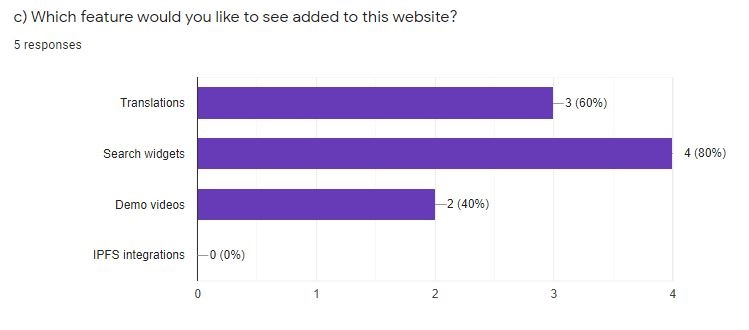 c) Which feature would you like to see added to this website?
5 responses
Translations 3 (60%)
Search widgets 4 (80%)
Demo videos 2 (40%)
IPFS integrations 0 (0%)
0 1 2 3 4